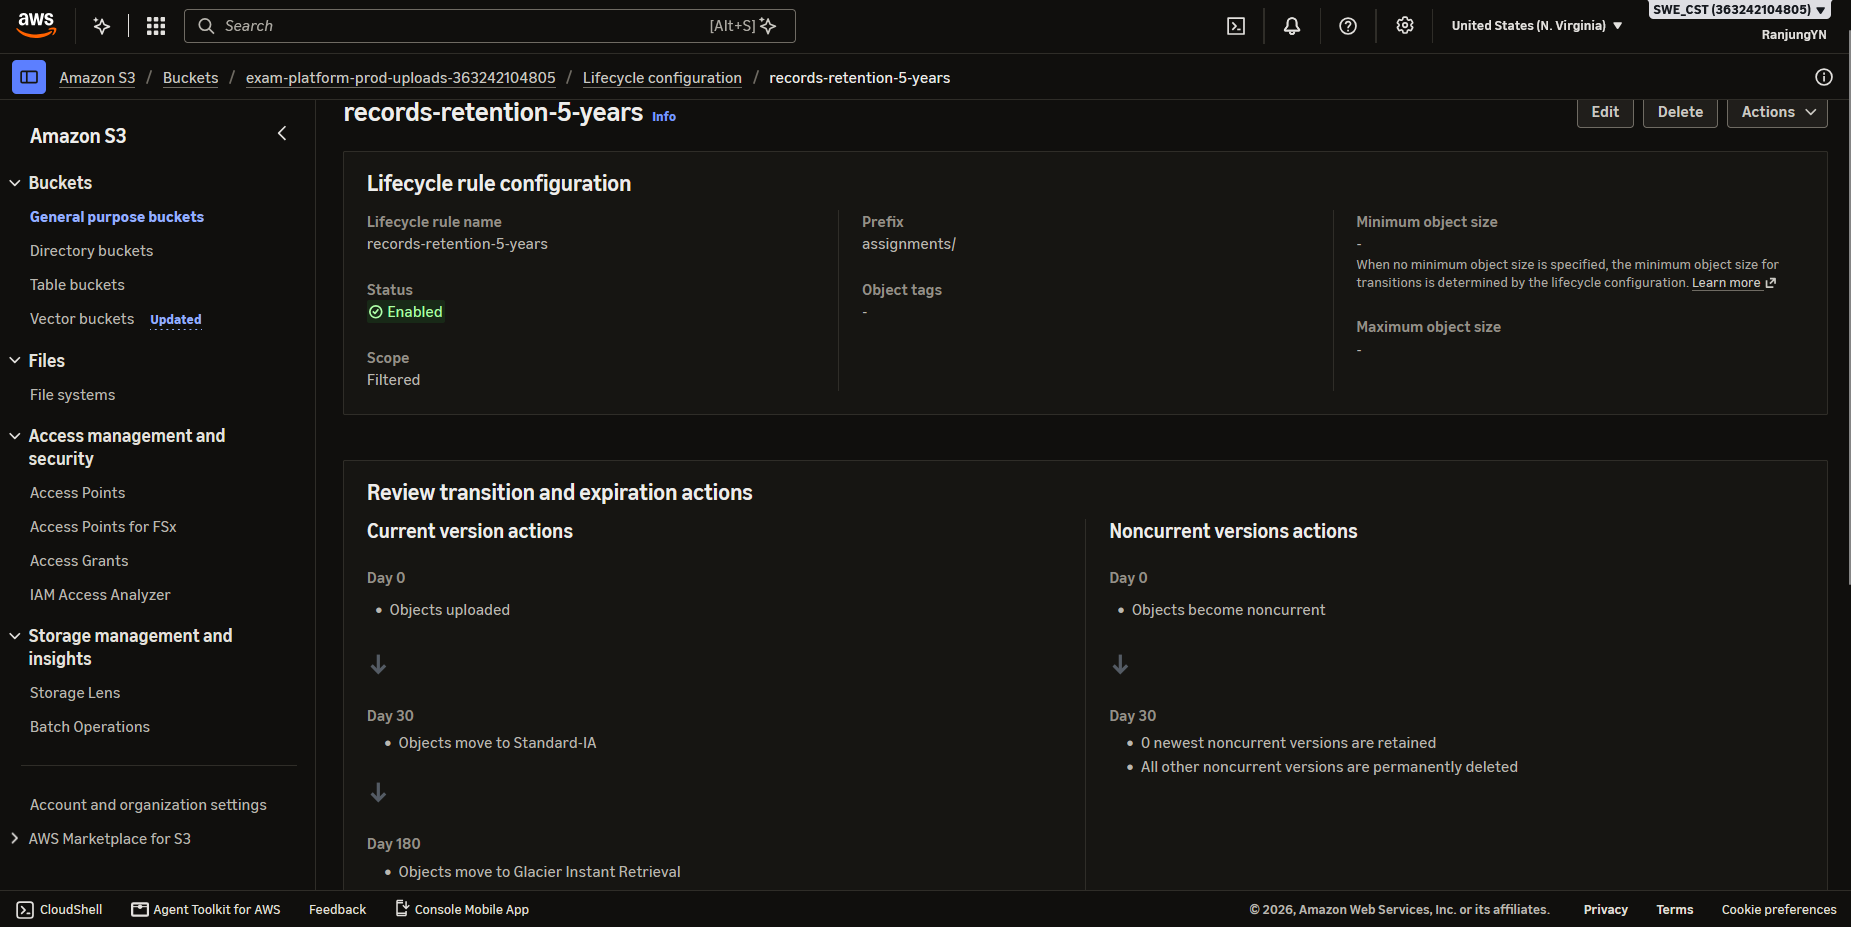 aws
Search
[Alt+S]
United States (N. Virginia) ▼
SWE_CST (363242104805) ▼
RanjungYN
Amazon S3 / Buckets / exam-platform-prod-uploads-363242104805 / Lifecycle configuration / records-retention-5-years
Amazon S3
Buckets
General purpose buckets
Directory buckets
Table buckets
Vector buckets Updated
Files
File systems
Access management and
security
Access Points
Access Points for FSx
Access Grants
IAM Access Analyzer
Storage management and
insights
Storage Lens
Batch Operations
Account and organization settings
AWS Marketplace for S3
records-retention-5-years Info
Edit
Delete
Actions
Lifecycle rule configuration
Lifecycle rule name
records-retention-5-years
Status
Enabled
Scope
Filtered
Prefix
assignments/
Object tags
-
Minimum object size
-
When no minimum object size is specified, the minimum object size for
transitions is determined by the lifecycle configuration. Learn more
Maximum object size
-
Review transition and expiration actions
Current version actions
Day 0
• Objects uploaded
Day 30
• Objects move to Standard-IA
Day 180
• Objects move to Glacier Instant Retrieval
Noncurrent versions actions
Day 0
• Objects become noncurrent
Day 30
• 0 newest noncurrent versions are retained
• All other noncurrent versions are permanently deleted
CloudShell
Agent Toolkit for AWS
Feedback
Console Mobile App
© 2026, Amazon Web Services, Inc. or its affiliates.
Privacy
Terms
Cookie preferences